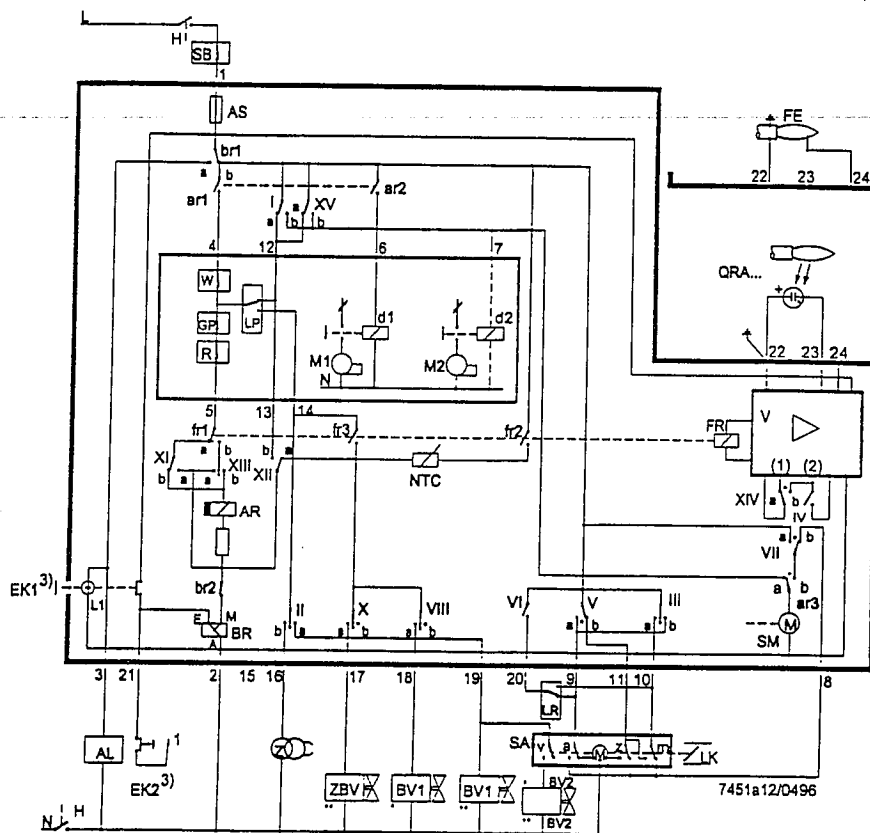 L
H
SB
1
AS
FE
22 23 24
br1
a b
ar1
ar2
I
a XV
a b b
4 12 6 7
QRA...
+
W
GP
R
LP
d1
d2
M1
M2
N
22 23 24
5 13 14
V
FR
(1) (2)
fr1
fr3
fr2
a
b
XI
b a a b
XIII
b a
XII
NTC
XIV
a b
IV
AR
a b
VII
a b
ar3
EK1 3)
L1
br2
E M
BR
A
II
b a
X
a b
VIII
a b
VI
V
a b
III
a b
SM
M
3 21 2 15 16 17 18 19 20 9 11 10 8
LR
AL
1
EK2 3)
SA
v a M z m
LK
ZBV
BV1
BV1
BV2
BV2
7451a12/0496
N H